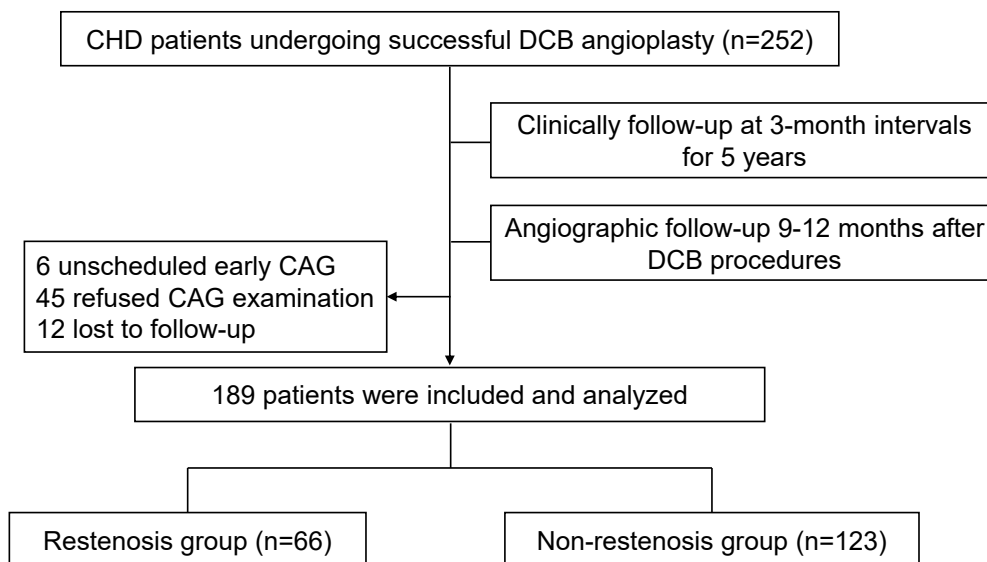 CHD patients undergoing successful DCB angioplasty (n=252)
Clinically follow-up at 3-month intervals
for 5 years
Angiographic follow-up 9-12 months after
DCB procedures
6 unscheduled early CAG
45 refused CAG examination
12 lost to follow-up
189 patients were included and analyzed
Restenosis group (n=66)
Non-restenosis group (n=123)